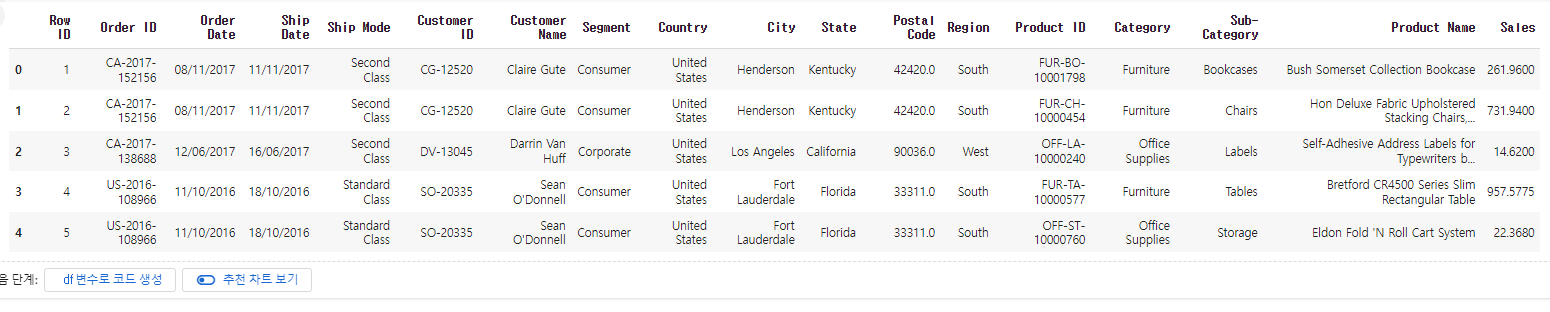 Row ID Order ID Order Date Ship Date Ship Mode Customer ID Customer Name Segment Country City State Postal Code Region Product ID Category Sub-Category Product Name Sales
0 1 CA-2017-152156 08/11/2017 11/11/2017 Second Class CG-12520 Claire Gute Consumer United States Henderson Kentucky 42420.0 South FUR-BO-10001798 Furniture Bookcases Bush Somerset Collection Bookcase 261.9600
1 2 CA-2017-152156 08/11/2017 11/11/2017 Second Class CG-12520 Claire Gute Consumer United States Henderson Kentucky 42420.0 South FUR-CH-10000454 Furniture Chairs Hon Deluxe Fabric Upholstered Stacking Chairs,... 731.9400
2 3 CA-2017-138688 12/06/2017 16/06/2017 Second Class DV-13045 Darrin Van Huff Corporate United States Los Angeles California 90036.0 West OFF-LA-10000240 Office Supplies Labels Self-Adhesive Address Labels for Typewriters b... 14.6200
3 4 US-2016-108966 11/10/2016 18/10/2016 Standard Class SO-20335 Sean O'Donnell Consumer United States Fort Lauderdale Florida 33311.0 South FUR-TA-10000577 Furniture Tables Bretford CR4500 Series Slim Rectangular Table 957.5775
4 5 US-2016-108966 11/10/2016 18/10/2016 Standard Class SO-20335 Sean O'Donnell Consumer United States Fort Lauderdale Florida 33311.0 South OFF-ST-10000760 Office Supplies Storage Eldon Fold 'N Roll Cart System 22.3680
음 단계: df 변수로 코드 생성 추천 차트 보기